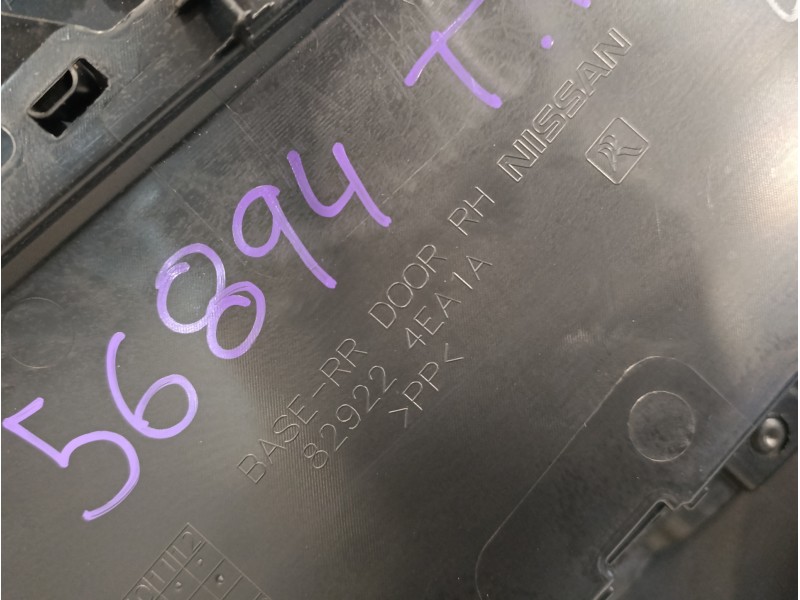 56894 T.
NISSAN
BASE-RR DOOR RH
82922 4EA1A
>PP<